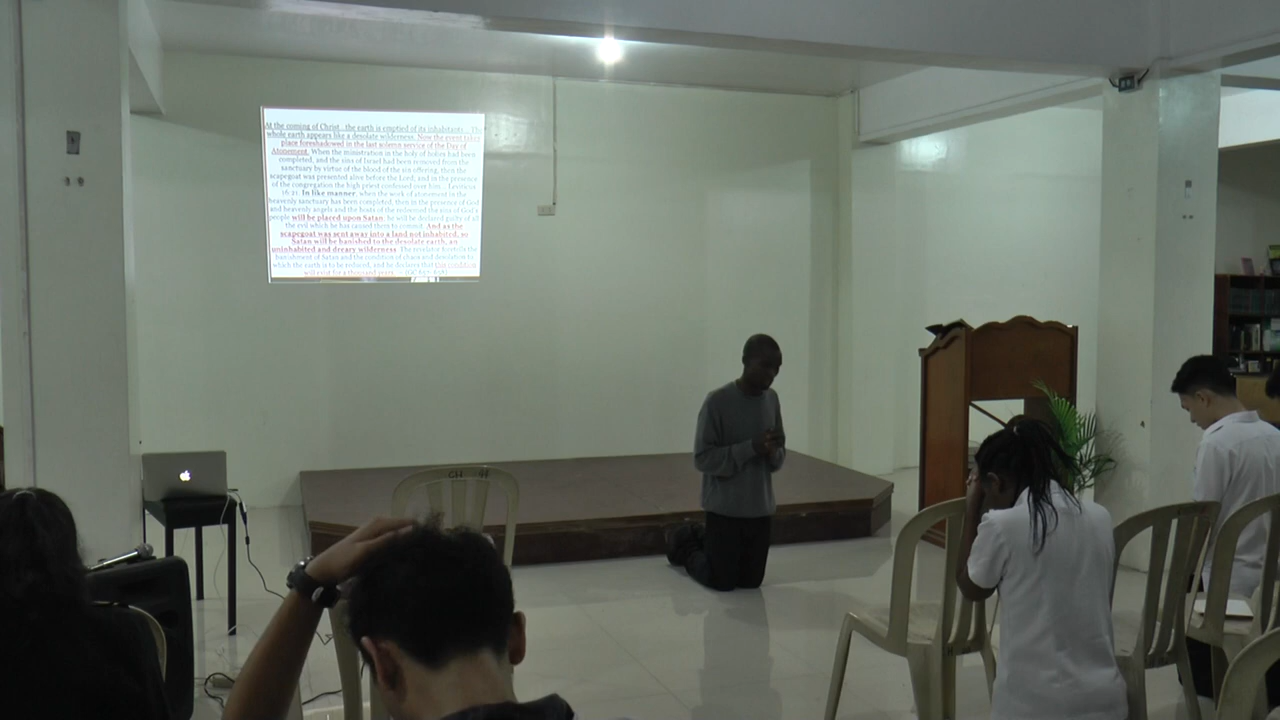 At the coming of Christ... the earth is emptied of its inhabitants... The
whole earth appears like a desolate wilderness. Now the event takes
place foreshadowed in the last solemn service of the Day of
Atonement. When the ministration in the holy of holies had been
completed, and the sins of Israel had been removed from the
sanctuary by virtue of the blood of the sin offering, then the
scapegoat was presented alive before the Lord; and in the presence
of the congregation the high priest confessed over him... Leviticus
16:21. In like manner, when the work of atonement in the
heavenly sanctuary has been completed, then in the presence of God
and heavenly angels and the hosts of the redeemed the sins of God's
people will be placed upon Satan; he will be declared guilty of all
the evil which he has caused them to commit. And as the
scapegoat was sent away into a land not inhabited, so
Satan will be banished to the desolate earth, an
uninhabited and dreary wilderness. The revelator foretells the
banishment of Satan and the condition of chaos and desolation to
which the earth is to be reduced, and he declares that this condition
will exist for a thousand years.